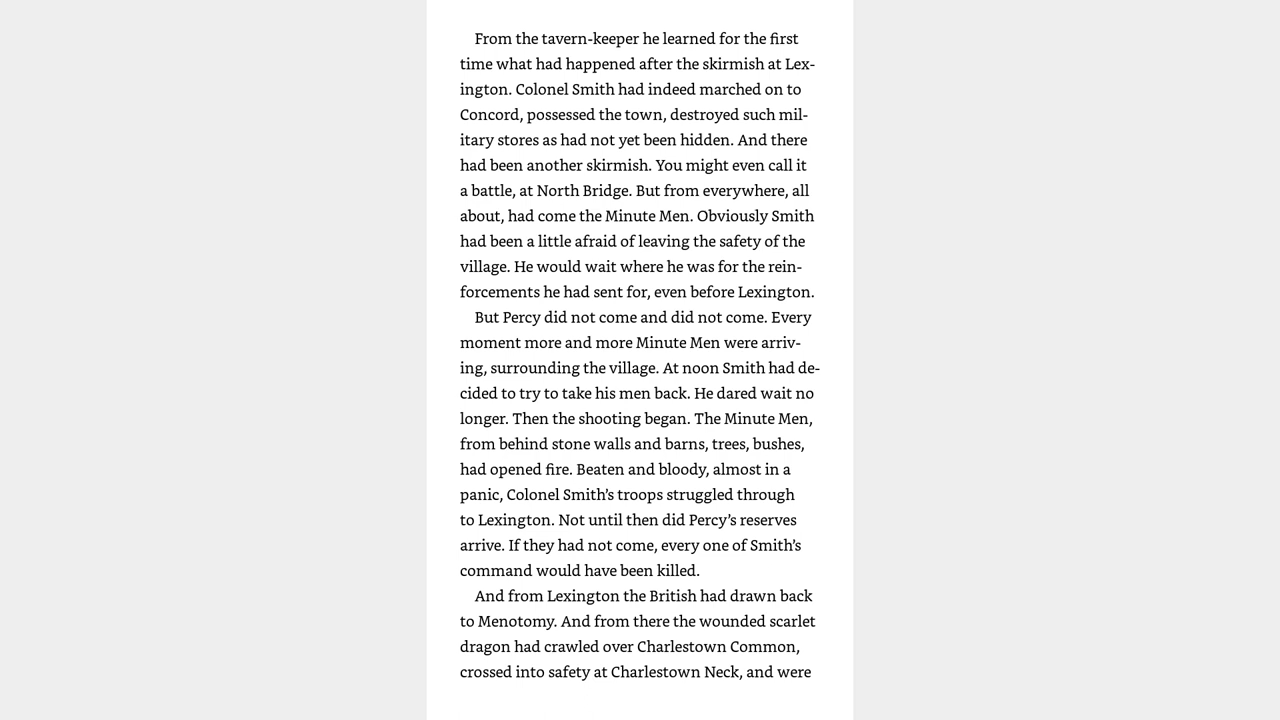 From the tavern-keeper he learned for the first
time what had happened after the skirmish at Lex-
ington. Colonel Smith had indeed marched on to
Concord, possessed the town, destroyed such mil-
itary stores as had not yet been hidden. And there
had been another skirmish. You might even call it
a battle, at North Bridge. But from everywhere, all
about, had come the Minute Men. Obviously Smith
had been a little afraid of leaving the safety of the
village. He would wait where he was for the rein-
forcements he had sent for, even before Lexington.
But Percy did not come and did not come. Every
moment more and more Minute Men were arriv-
ing, surrounding the village. At noon Smith had de-
cided to try to take his men back. He dared wait no
longer. Then the shooting began. The Minute Men,
from behind stone walls and barns, trees, bushes,
had opened fire. Beaten and bloody, almost in a
panic, Colonel Smith’s troops struggled through
to Lexington. Not until then did Percy’s reserves
arrive. If they had not come, every one of Smith’s
command would have been killed.
And from Lexington the British had drawn back
to Menotomy. And from there the wounded scarlet
dragon had crawled over Charlestown Common,
crossed into safety at Charlestown Neck, and were